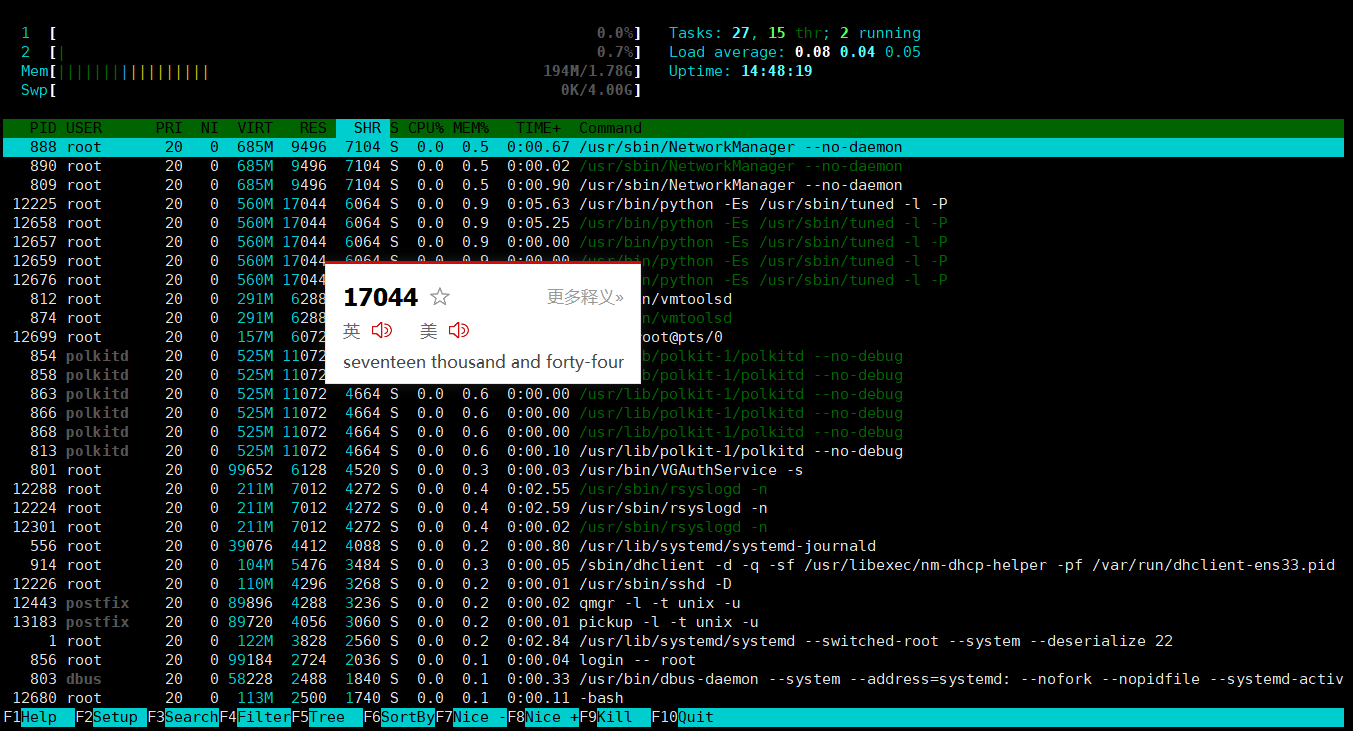 1 [ 0.0%] Tasks: 27, 15 thr; 2 running
2 [| 0.7%] Load average: 0.08 0.04 0.05
Mem[||||||||||||||||| 194M/1.78G] Uptime: 14:48:19
Swp[ 0K/4.00G]
PID USER PRI NI VIRT RES SHR S CPU% MEM% TIME+ Command
888 root 20 0 685M 9496 7104 S 0.0 0.5 0:00.67 /usr/sbin/NetworkManager --no-daemon
890 root 20 0 685M 9496 7104 S 0.0 0.5 0:00.02 /usr/sbin/NetworkManager --no-daemon
809 root 20 0 685M 9496 7104 S 0.0 0.5 0:00.90 /usr/sbin/NetworkManager --no-daemon
12225 root 20 0 560M 17044 6064 S 0.0 0.9 0:05.63 /usr/bin/python -Es /usr/sbin/tuned -l -P
12658 root 20 0 560M 17044 6064 S 0.0 0.9 0:05.25 /usr/bin/python -Es /usr/sbin/tuned -l -P
12657 root 20 0 560M 17044 6064 S 0.0 0.9 0:00.00 /usr/bin/python -Es /usr/sbin/tuned -l -P
12659 root 20 0 560M 17044 6064 S 0.0 0.9 0:00.00 /usr/bin/python -Es /usr/sbin/tuned -l -P
12676 root 20 0 560M 17044 bin/python -Es /usr/sbin/tuned -l -P
812 root 20 0 291M 6288 n/vmtoolsd
874 root 20 0 291M 6288 n/vmtoolsd
12699 root 20 0 157M 6072 root@pts/0
854 polkitd 20 0 525M 11072 ib/polkit-1/polkitd --no-debug
858 polkitd 20 0 525M 11072 ib/polkit-1/polkitd --no-debug
17044 ☆ 更多释义»
英 美
seventeen thousand and forty-four
863 polkitd 20 0 525M 11072 4664 S 0.0 0.6 0:00.00 /usr/lib/polkit-1/polkitd --no-debug
866 polkitd 20 0 525M 11072 4664 S 0.0 0.6 0:00.00 /usr/lib/polkit-1/polkitd --no-debug
868 polkitd 20 0 525M 11072 4664 S 0.0 0.6 0:00.00 /usr/lib/polkit-1/polkitd --no-debug
813 polkitd 20 0 525M 11072 4664 S 0.0 0.6 0:00.10 /usr/lib/polkit-1/polkitd --no-debug
801 root 20 0 99652 6128 4520 S 0.0 0.3 0:00.03 /usr/bin/VGAuthService -s
12288 root 20 0 211M 7012 4272 S 0.0 0.4 0:02.55 /usr/sbin/rsyslogd -n
12224 root 20 0 211M 7012 4272 S 0.0 0.4 0:02.59 /usr/sbin/rsyslogd -n
12301 root 20 0 211M 7012 4272 S 0.0 0.4 0:00.02 /usr/sbin/rsyslogd -n
556 root 20 0 39076 4412 4088 S 0.0 0.2 0:00.80 /usr/lib/systemd/systemd-journald
914 root 20 0 104M 5476 3484 S 0.0 0.3 0:00.05 /sbin/dhclient -d -q -sf /usr/libexec/nm-dhcp-helper -pf /var/run/dhclient-ens33.pid
12226 root 20 0 110M 4296 3268 S 0.0 0.2 0:00.01 /usr/sbin/sshd -D
12443 postfix 20 0 89896 4288 3236 S 0.0 0.2 0:00.02 qmgr -l -t unix -u
13183 postfix 20 0 89720 4056 3060 S 0.0 0.2 0:00.01 pickup -l -t unix -u
1 root 20 0 122M 3828 2560 S 0.0 0.2 0:02.84 /usr/lib/systemd/systemd --switched-root --system --deserialize 22
856 root 20 0 99184 2724 2036 S 0.0 0.1 0:00.04 login -- root
803 dbus 20 0 58228 2488 1840 S 0.0 0.1 0:00.33 /usr/bin/dbus-daemon --system --address=systemd: --nofork --nopidfile --systemd-activ
12680 root 20 0 113M 2500 1740 S 0.0 0.1 0:00.11 -bash
F1Help F2Setup F3SearchF4FilterF5Tree F6SortByF7Nice -F8Nice +F9Kill F10Quit